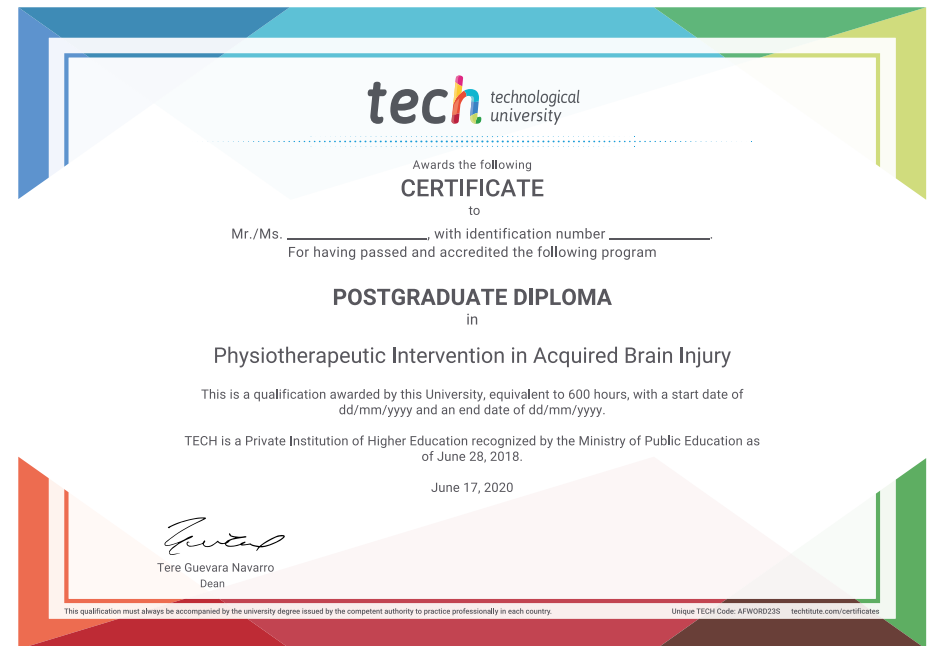 tech technological
university
Awards the following
CERTIFICATE
to
Mr./Ms. ____________________, with identification number ______________.
For having passed and accredited the following program
POSTGRADUATE DIPLOMA
in
Physiotherapeutic Intervention in Acquired Brain Injury
This is a qualification awarded by this University, equivalent to 600 hours, with a start date of
dd/mm/yyyy and an end date of dd/mm/yyyy.
TECH is a Private Institution of Higher Education recognized by the Ministry of Public Education as
of June 28, 2018.
June 17, 2020
Tere Guevara Navarro
Dean
This qualification must always be accompanied by the university degree issued by the competent authority to practice professionally in each country.
Unique TECH Code: AFWORD23S techtitute.com/certificates